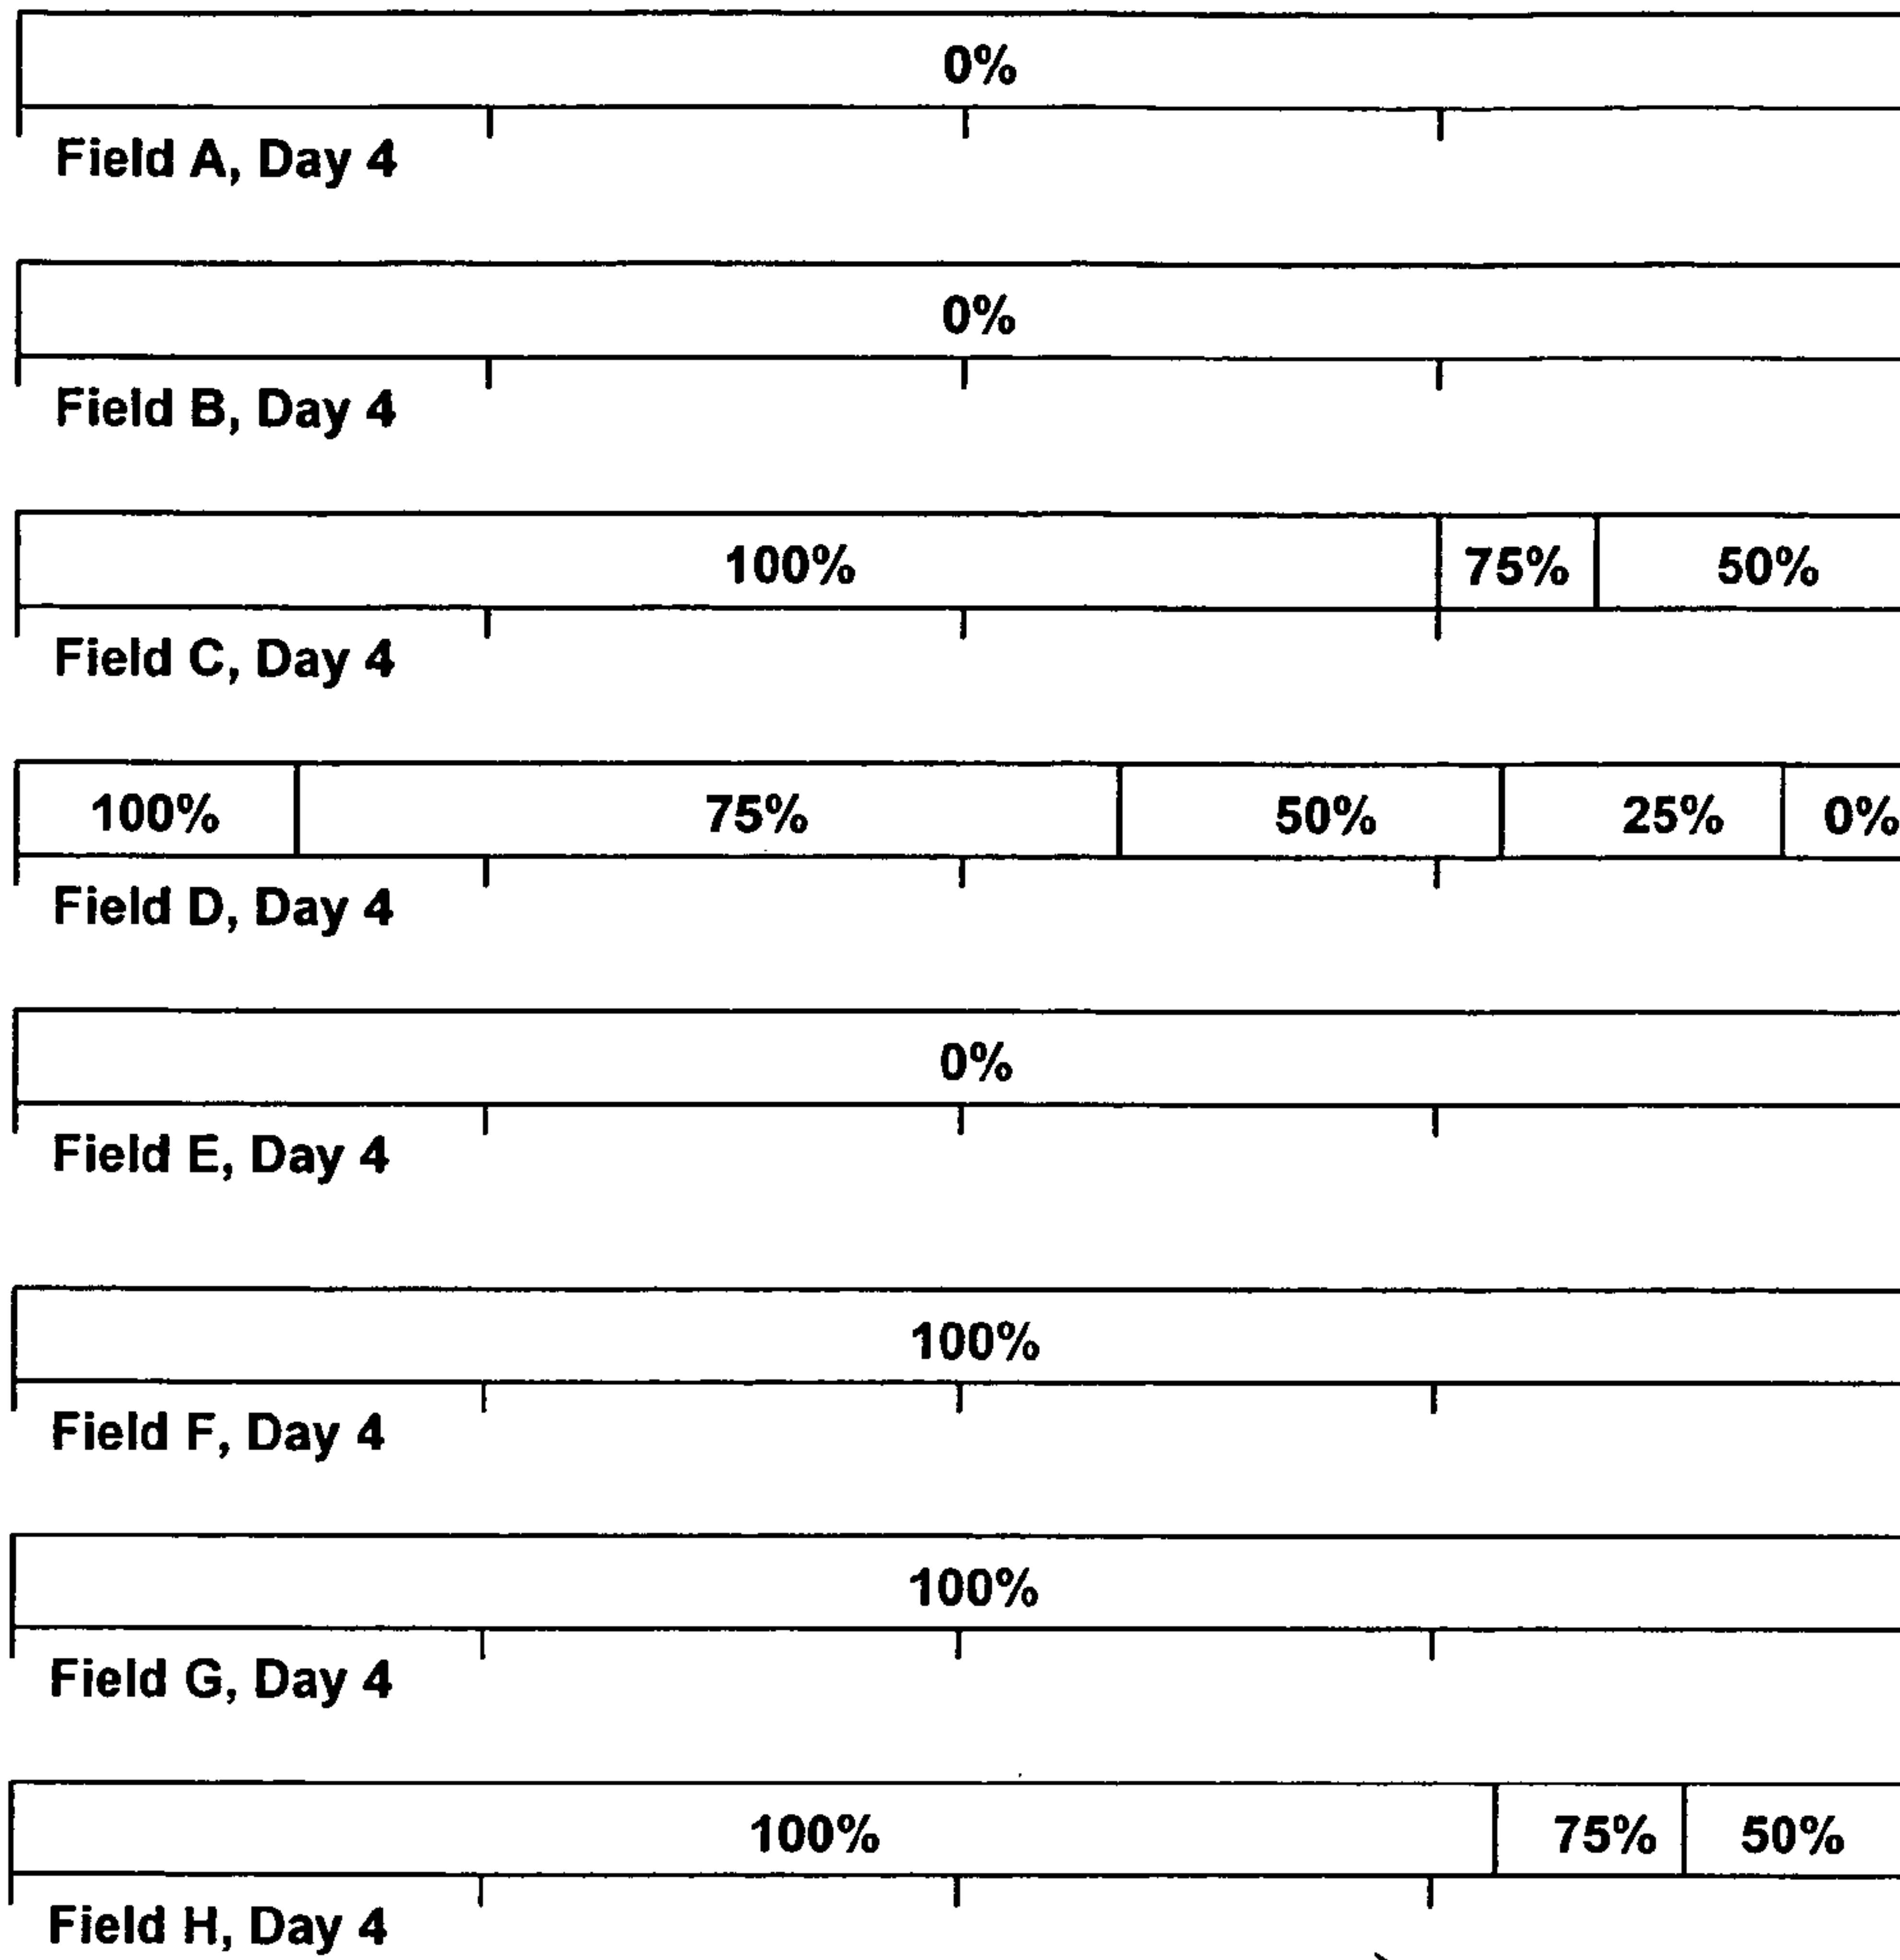 0%
Field A, Day 4
0%
Field B, Day 4
100% 75% 50%
Field C, Day 4
100% 75% 50% 25% 0%
Field D, Day 4
0%
Field E, Day 4
100%
Field F, Day 4
100%
Field G, Day 4
100% 75% 50%
Field H, Day 4